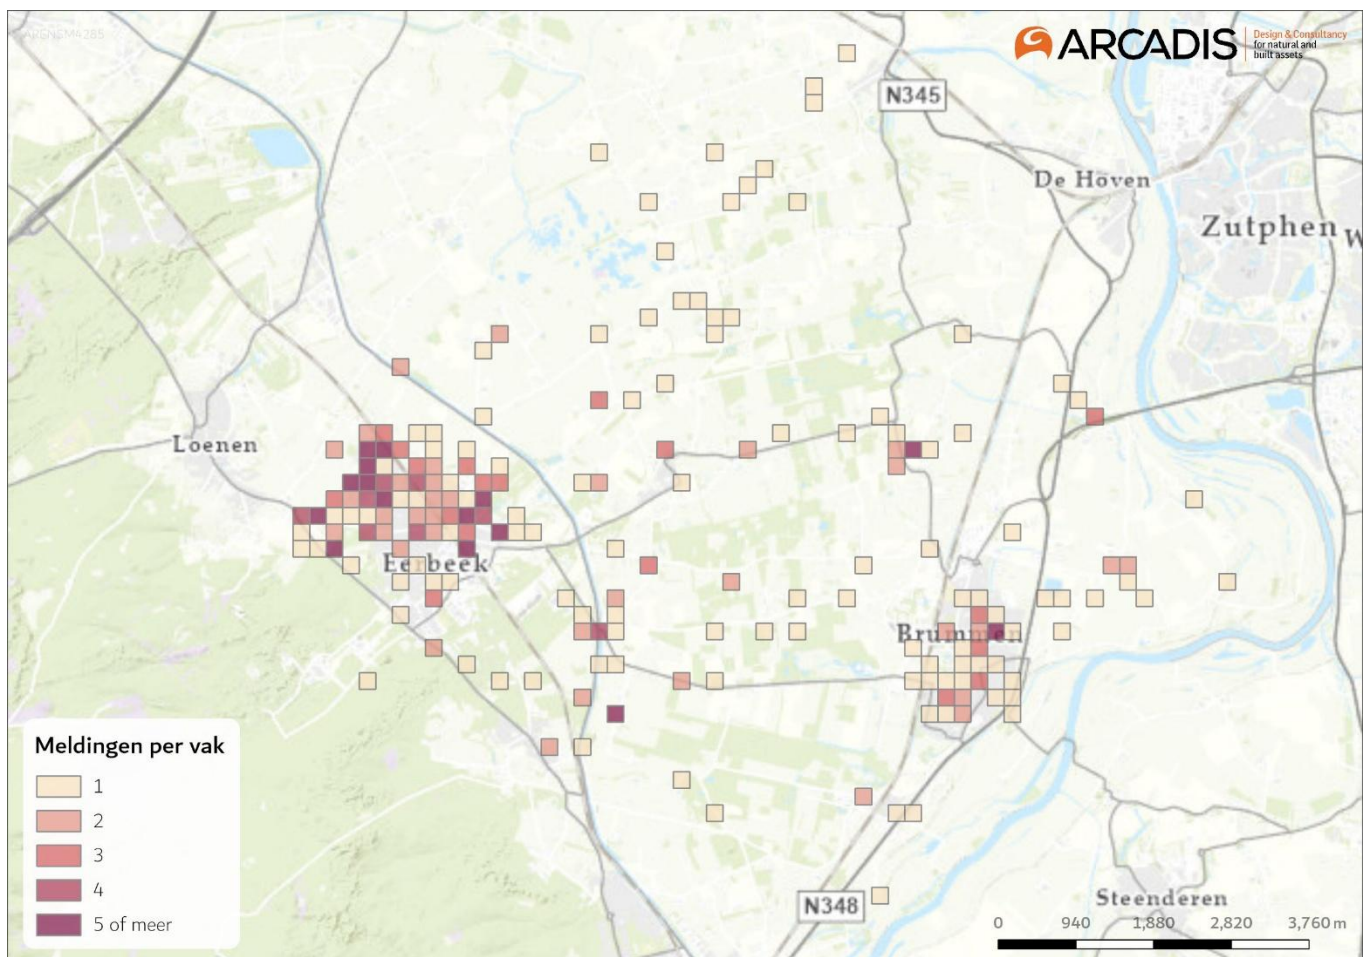 ARCADIS
Design & Consultancy
for natural and
built assets
N345
De Hoven
Zutphen
W
Loenen
Eerbeek
Brummen
Meldingen per vak
1
2
3
4
5 of meer
N348
Steenderen
0 940 1,880 2,820 3,760 m